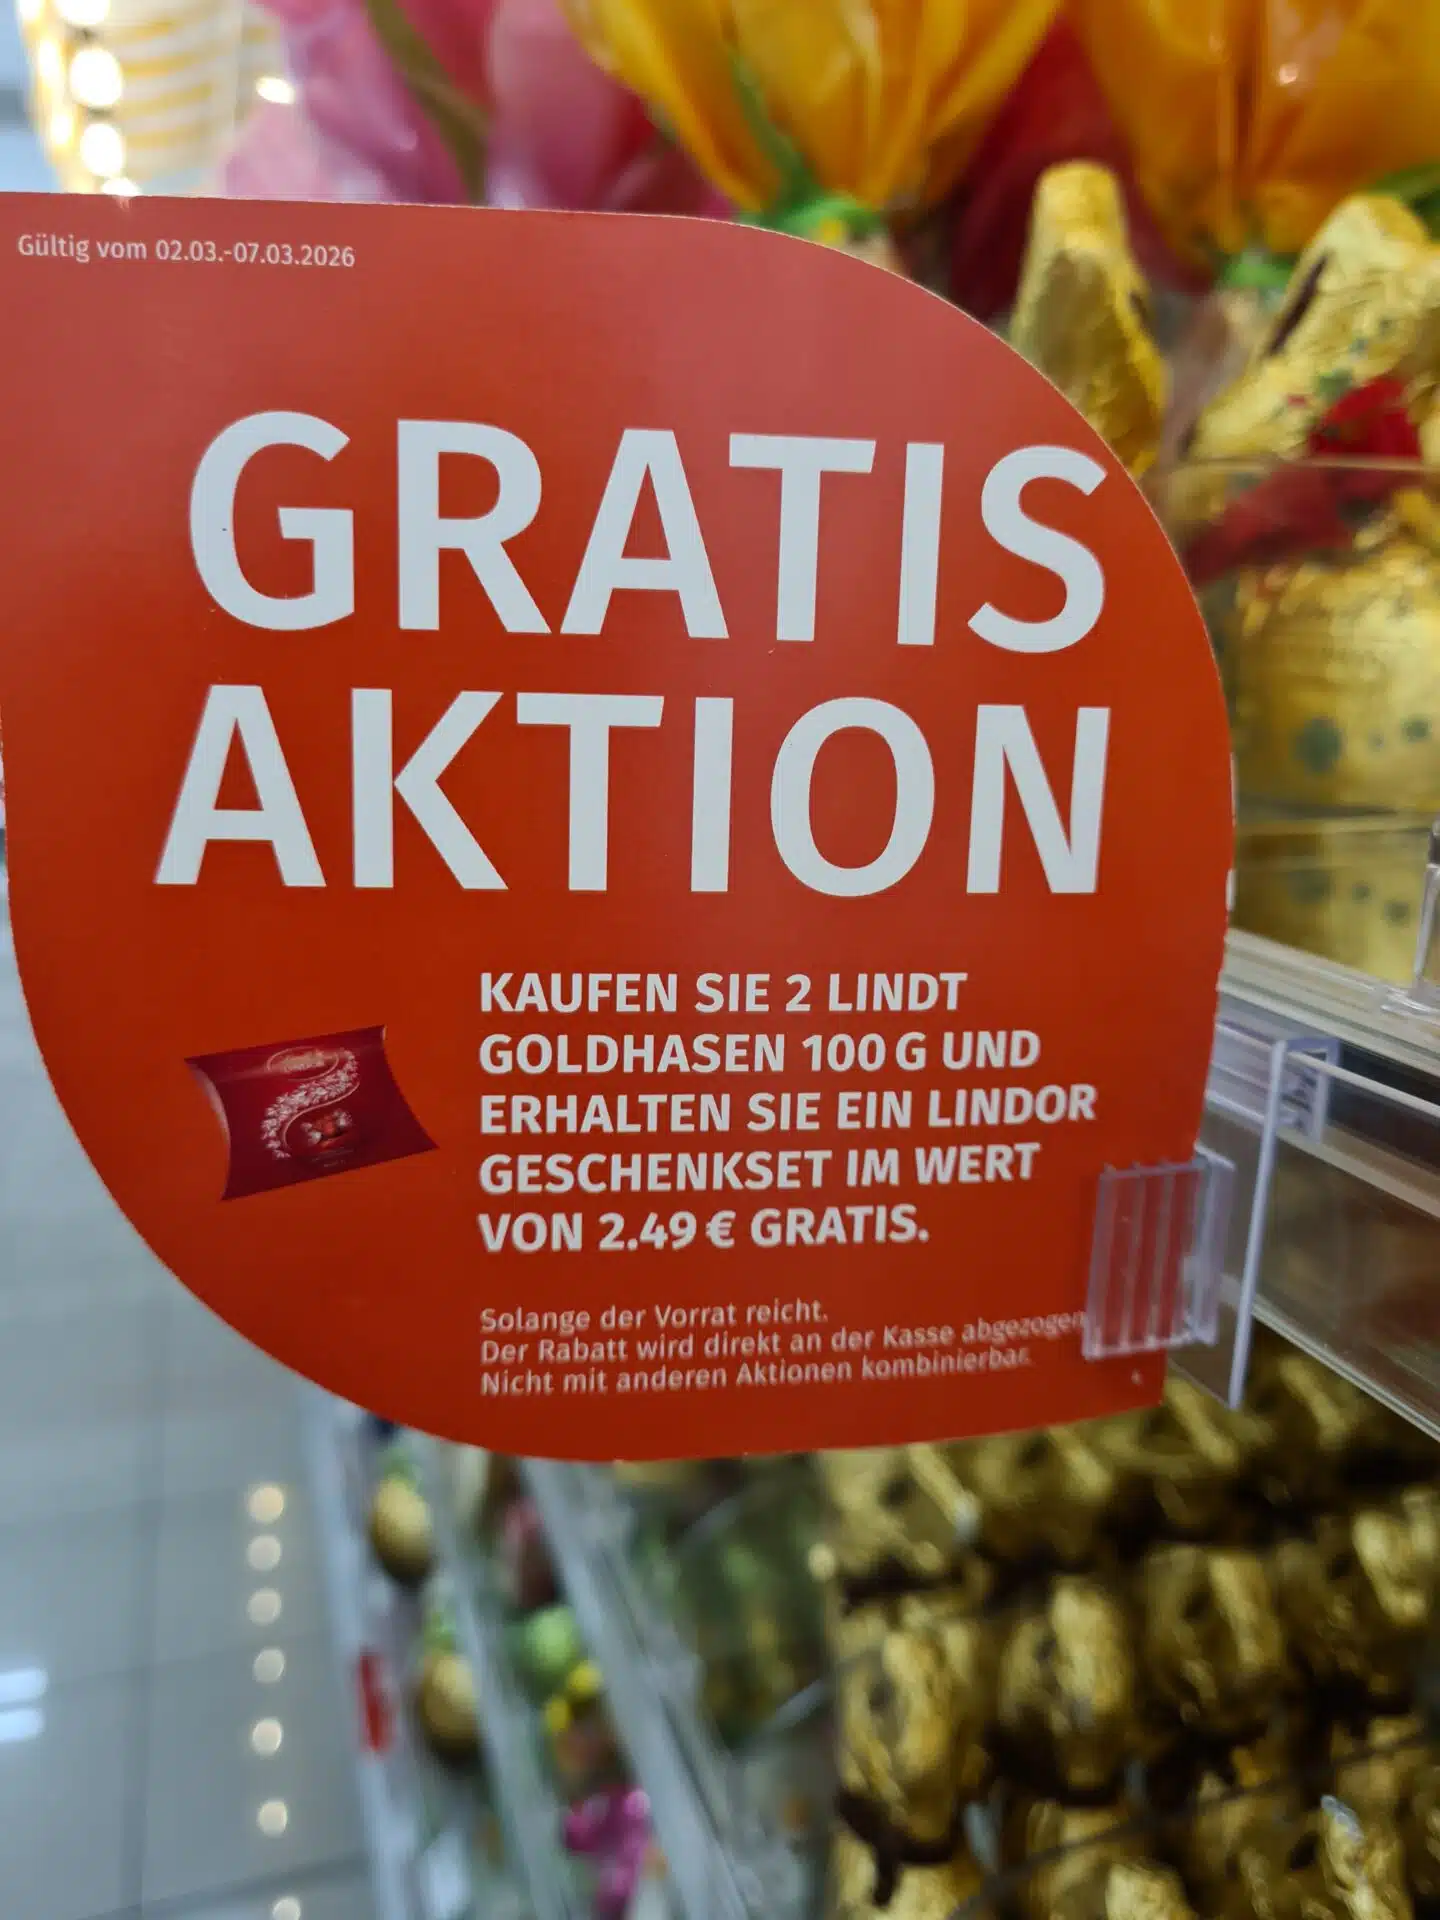 Gültig vom 02.03.-07.03.2026
GRATIS
AKTION
KAUFEN SIE 2 LINDT
GOLDHASEN 100 G UND
ERHALTEN SIE EIN LINDOR
GESCHENKSET IM WERT
VON 2.49 € GRATIS.
Solange der Vorrat reicht.
Der Rabatt wird direkt an der Kasse abgezogen
Nicht mit anderen Aktionen kombinierbar.